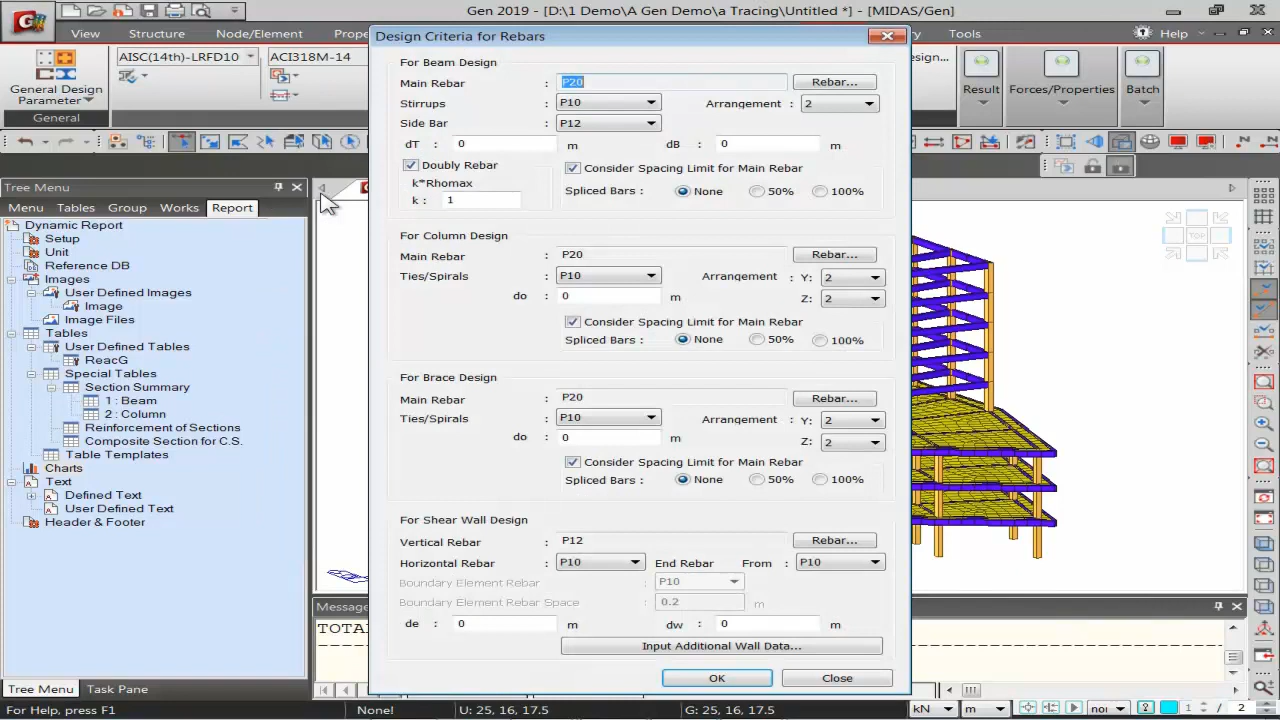 Gen 2019 - [D:\1 Demo\A Gen Demo\a Tracing\Untitled *] - [MIDAS/Gen]
View Structure Node/Element Tools Help
AISC(14th)-LRFD10 ACI318M-14
General Design
Parameter
General
Result Forces/Properties Batch
Design Criteria for Rebars
For Beam Design
Main Rebar : P20 Rebar...
Stirrups : P10 Arrangement : 2
Side Bar : P12
dT : 0 m dB : 0 m
Doubly Rebar Consider Spacing Limit for Main Rebar
k*Rhomax
Spliced Bars : None 50% 100%
k : 1
For Column Design
Main Rebar : P20 Rebar...
Ties/Spirals : P10 Arrangement : Y: 2
do : 0 m Z: 2
Consider Spacing Limit for Main Rebar
Spliced Bars : None 50% 100%
For Brace Design
Main Rebar : P20 Rebar...
Ties/Spirals : P10 Arrangement : Y: 2
do : 0 m Z: 2
Consider Spacing Limit for Main Rebar
Spliced Bars : None 50% 100%
For Shear Wall Design
Vertical Rebar : P12 Rebar...
Horizontal Rebar : P10 End Rebar From : P10
Boundary Element Rebar : P10
Boundary Element Rebar Space : 0.2 m
de : 0 m dw : 0 m
Input Additional Wall Data...
OK Close
Tree Menu
Menu Tables Group Works Report
Dynamic Report
Setup
Unit
Reference DB
Images
User Defined Images
Image
Image Files
Tables
User Defined Tables
ReacG
Special Tables
Section Summary
1 : Beam
2 : Column
Reinforcement of Sections
Composite Section for C.S.
Table Templates
Charts
Text
Defined Text
User Defined Text
Header & Footer
Tree Menu Task Pane
TOP
For Help, press F1 None! U: 25, 16, 17.5 G: 25, 16, 17.5 kN m 1 / 2